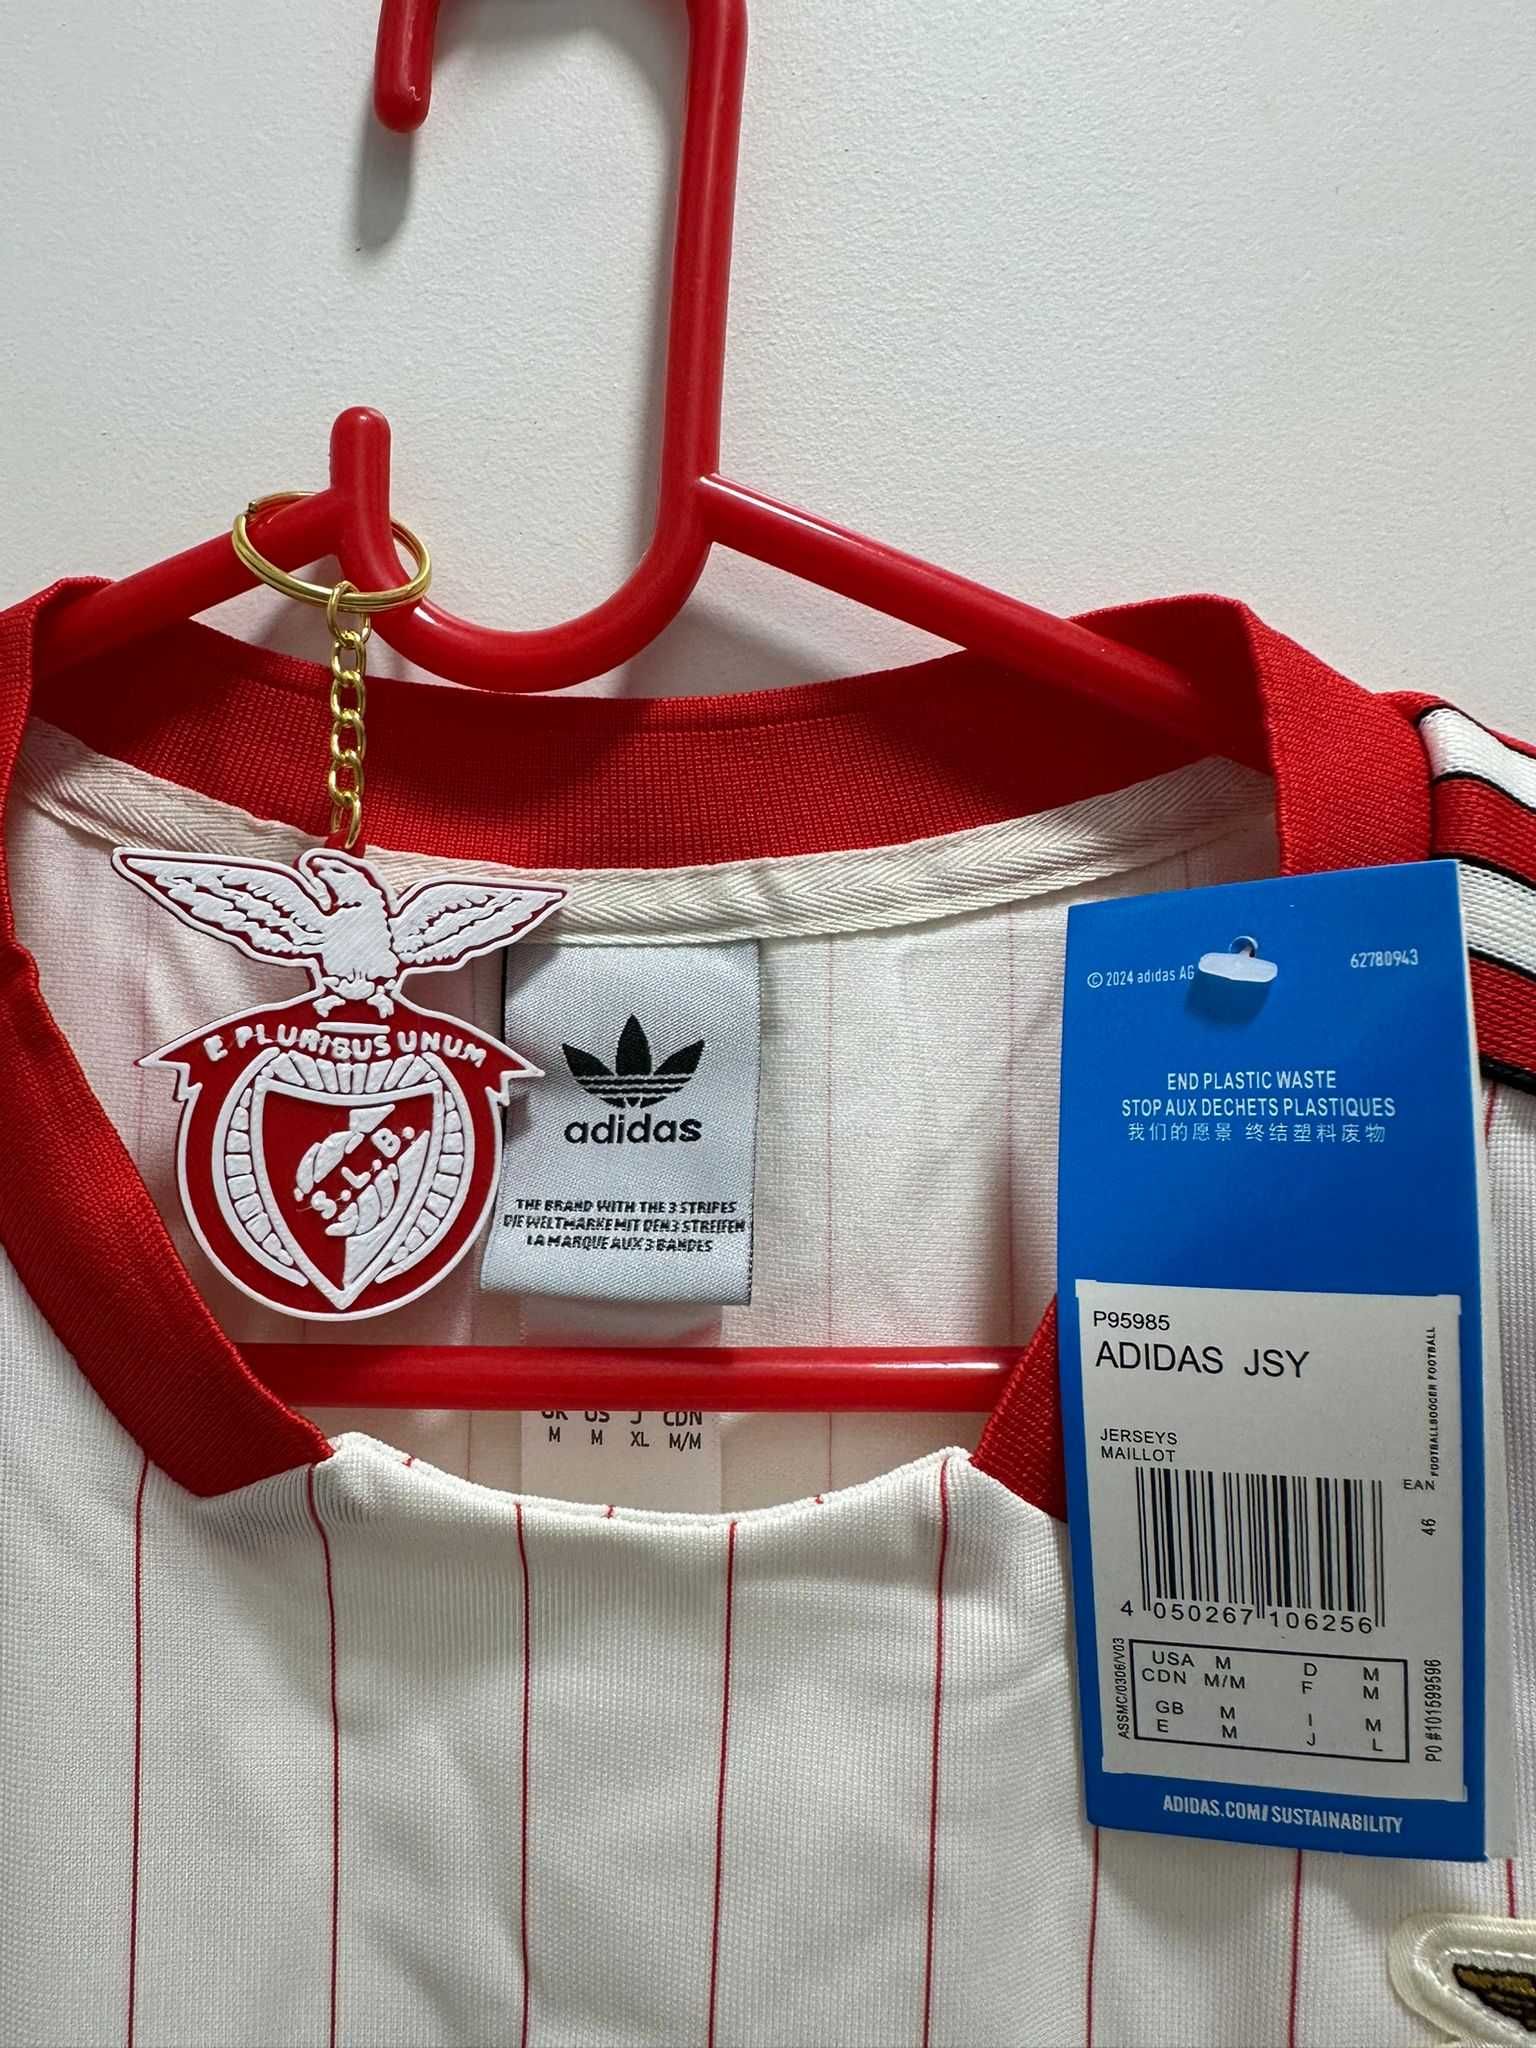 E PLURIBUS UNUM
S.L.B.
adidas
THE BRAND WITH THE 3 STRIPES
DIE WELTMARKE MIT DEN 3 STREIFEN
LA MARQUE AUX 3 BANDES
UK US J CDN
M M XL M/M
© 2024 adidas AG
62780943
END PLASTIC WASTE
STOP AUX DECHETS PLASTIQUES
我们的愿景 终结塑料废物
P95985
ADIDAS JSY
JERSEYS
MAILLOT
FOOTBALL/SOCCER FOOTBALL
EAN
46
4 050267 106256
ASSMC/0306/V03
USA M D M
CDN M/M F M
GB M I M
E M J L
PO #101599596
ADIDAS.COM/SUSTAINABILITY